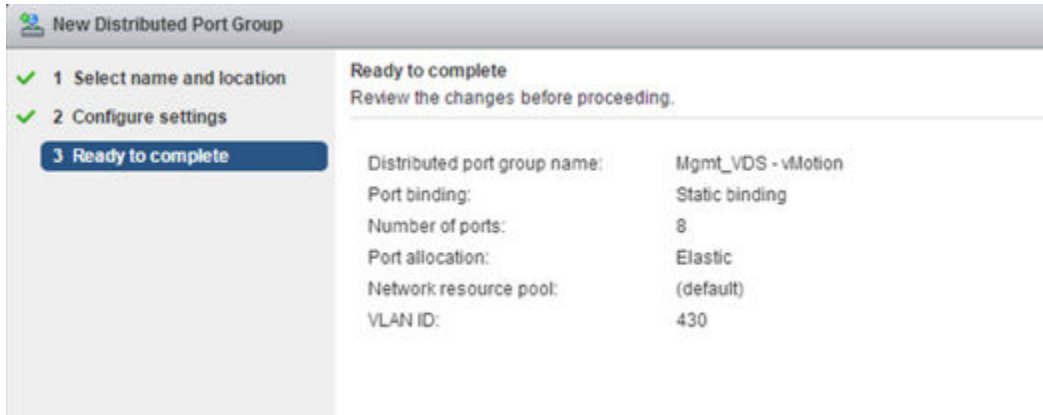 New Distributed Port Group
1 Select name and location
2 Configure settings
3 Ready to complete
Ready to complete
Review the changes before proceeding.
Distributed port group name: Mgmt_VDS - vMotion
Port binding: Static binding
Number of ports: 8
Port allocation: Elastic
Network resource pool: (default)
VLAN ID: 430